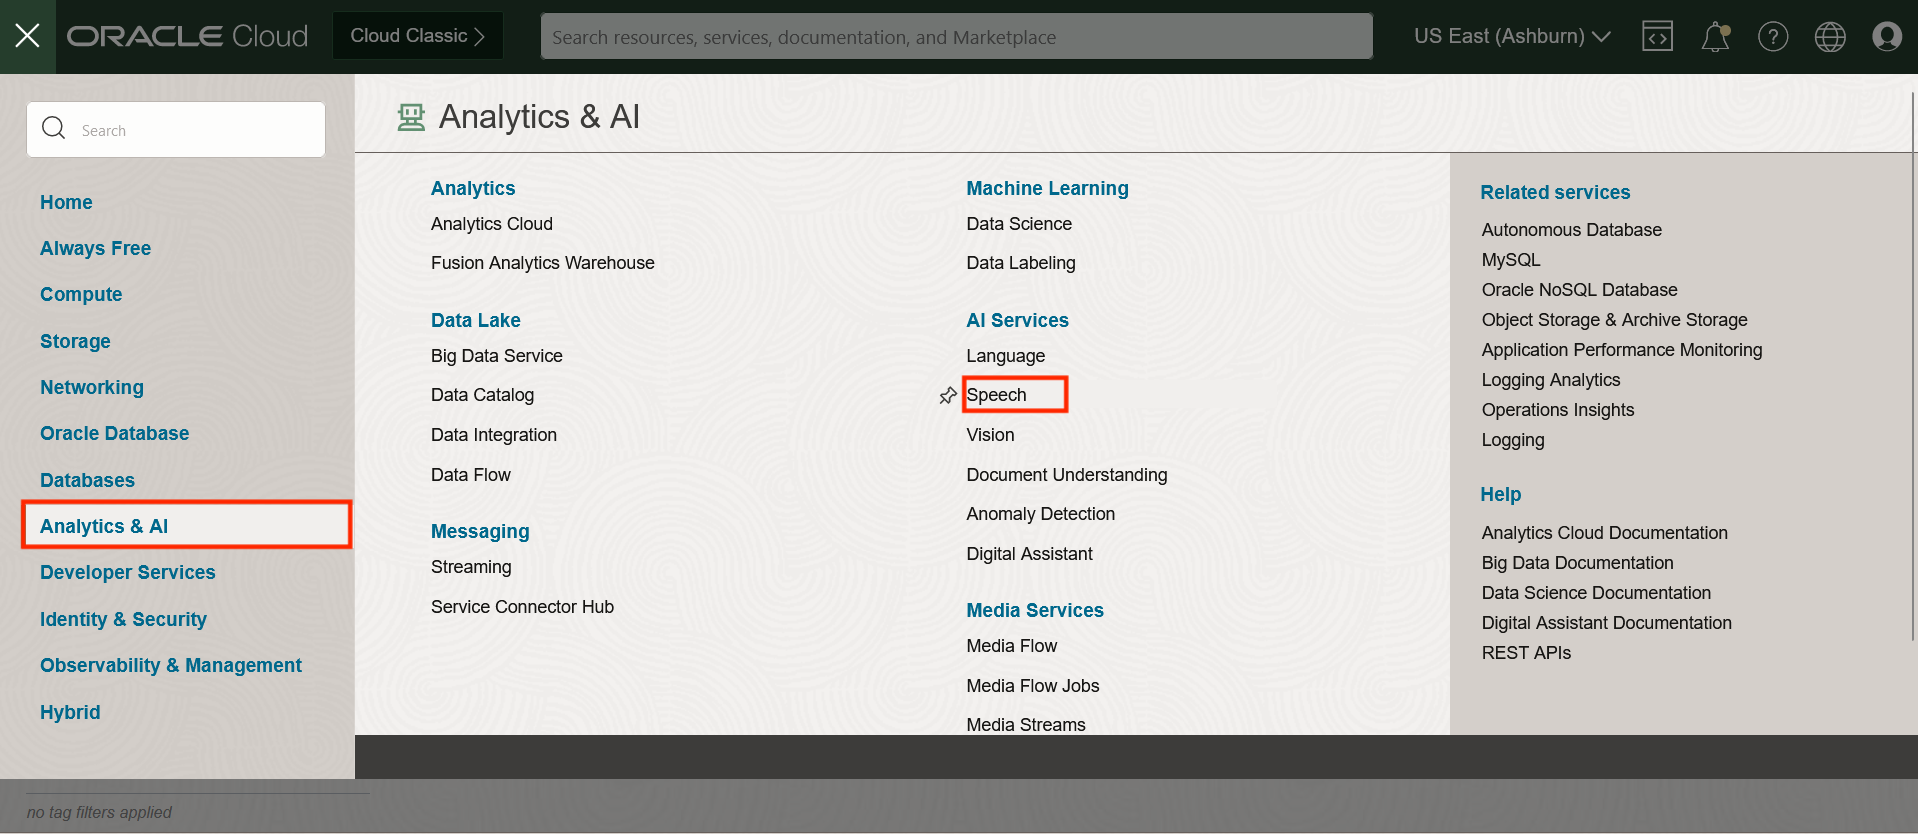 ORACLE Cloud
Cloud Classic
Search resources, services, documentation, and Marketplace
US East (Ashburn)
Search
Home
Always Free
Compute
Storage
Networking
Oracle Database
Databases
Analytics & AI
Developer Services
Identity & Security
Observability & Management
Hybrid
Analytics & AI
Analytics
Analytics Cloud
Fusion Analytics Warehouse
Data Lake
Big Data Service
Data Catalog
Data Integration
Data Flow
Messaging
Streaming
Service Connector Hub
Machine Learning
Data Science
Data Labeling
AI Services
Language
Speech
Vision
Document Understanding
Anomaly Detection
Digital Assistant
Media Services
Media Flow
Media Flow Jobs
Media Streams
Related services
Autonomous Database
MySQL
Oracle NoSQL Database
Object Storage & Archive Storage
Application Performance Monitoring
Logging Analytics
Operations Insights
Logging
Help
Analytics Cloud Documentation
Big Data Documentation
Data Science Documentation
Digital Assistant Documentation
REST APIs
no tag filters applied